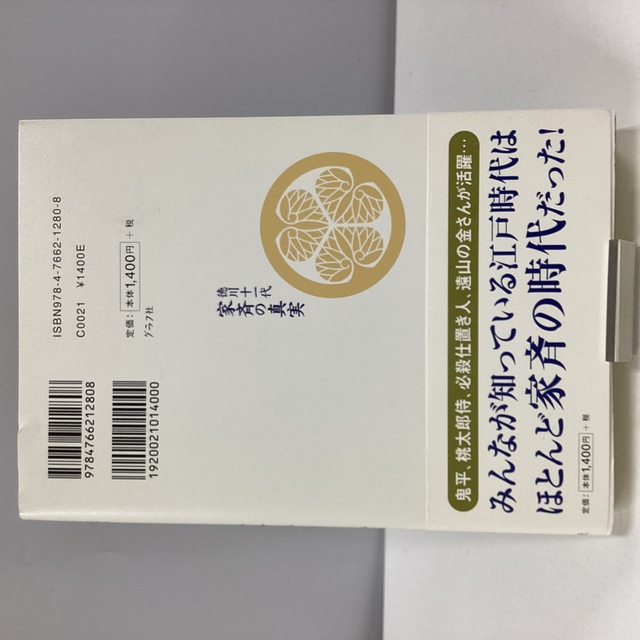 ISBN978-4-7662-1280-8
C0021 ¥1400E
定価：本体1,400円 +税
グラフ社
9784766212808
1920021014000
徳川十一代
家斉の真実
鬼平、桃太郎侍、必殺仕置き人、遠山の金さんが活躍…
みんなが知っている江戸時代は
ほとんど家斉の時代だった!
定価：本体1,400円 +税